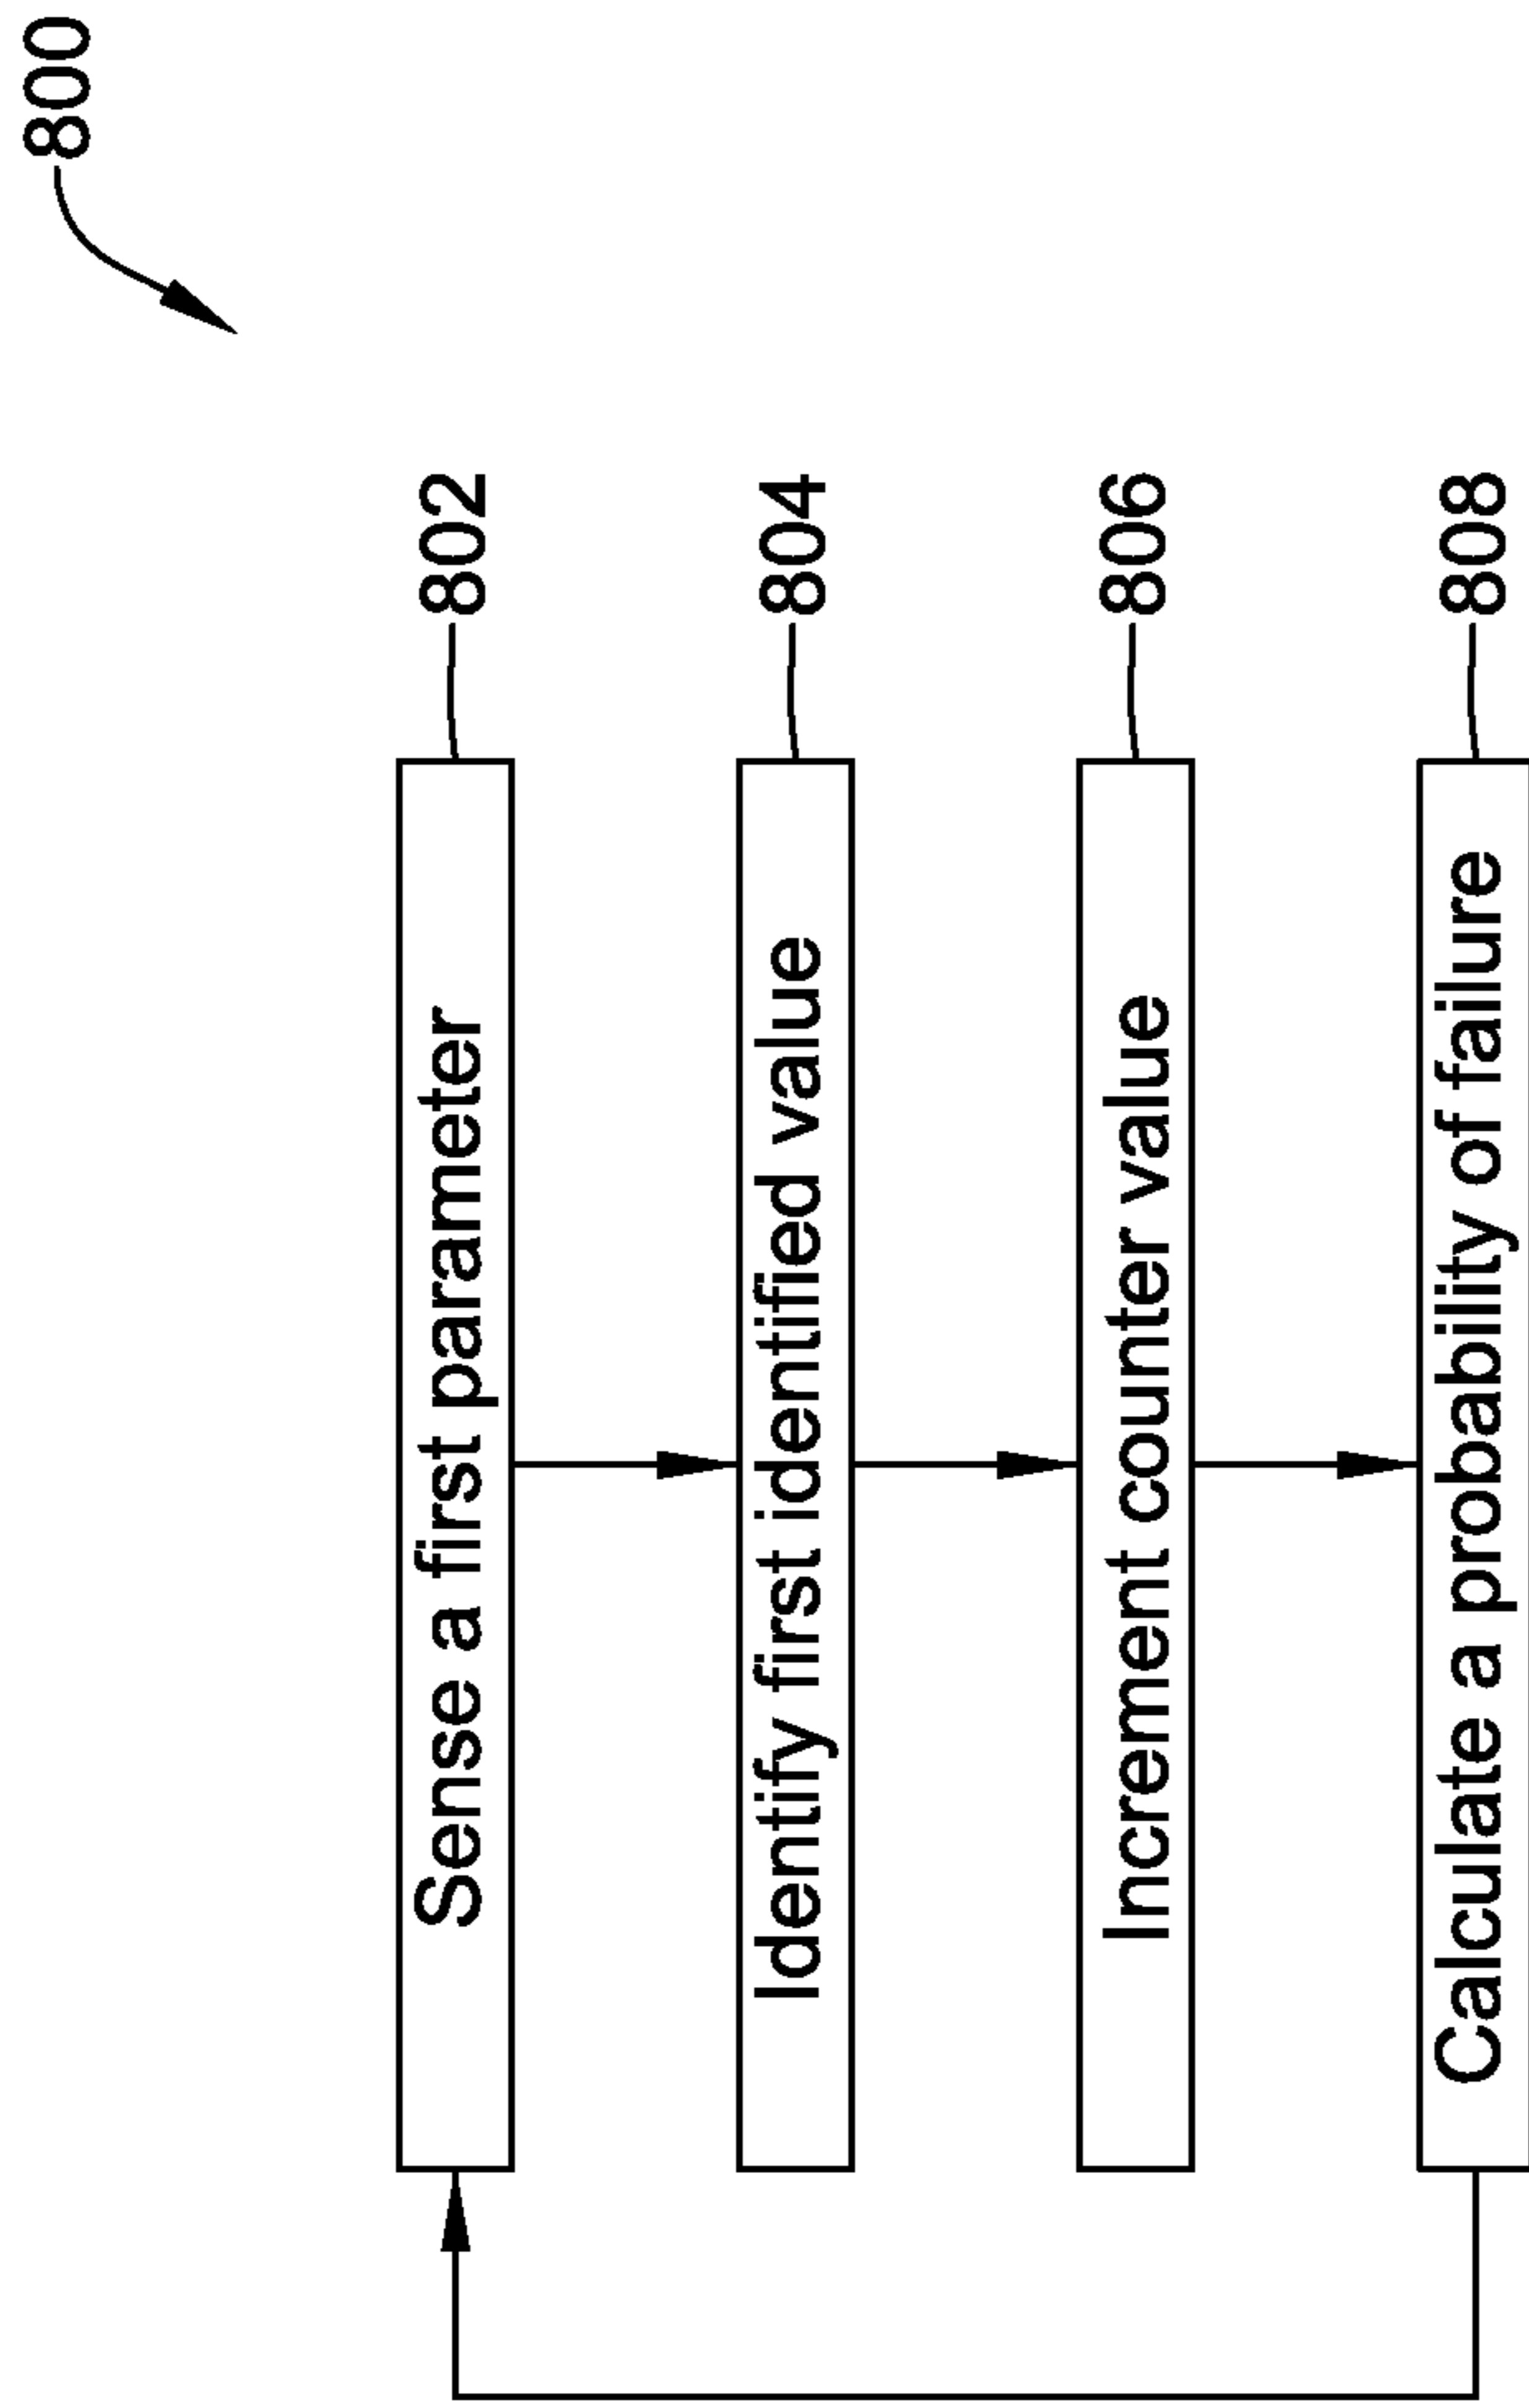 800
Sense a first parameter
802
Identify first identified value
804
Increment counter value
806
Calculate a probability of failure
808